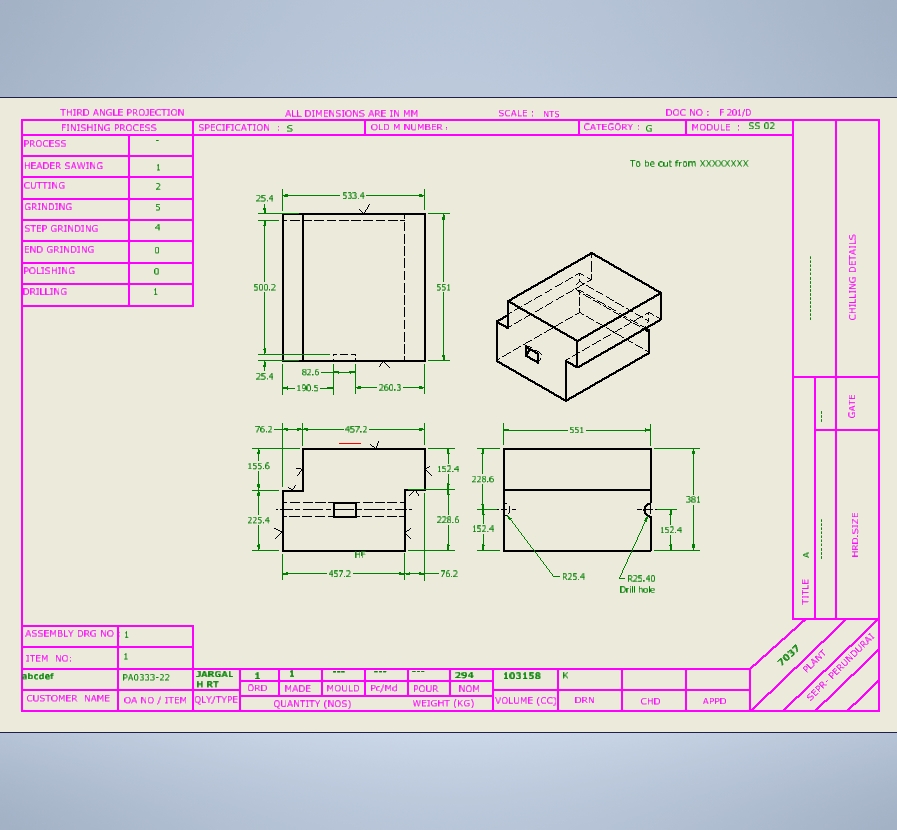 THIRD ANGLE PROJECTION ALL DIMENSIONS ARE IN MM SCALE : NTS DOC NO : F 201/D
FINISHING PROCESS SPECIFICATION : S OLD M NUMBER : CATEGORY : G MODULE : SS 02
PROCESS -
HEADER SAWING 1
CUTTING 2
GRINDING 5
STEP GRINDING 4
END GRINDING 0
POLISHING 0
DRILLING 1
To be cut from XXXXXXXX
25.4
533.4
500.2
551
25.4
82.6
190.5
260.3
76.2
457.2
155.6
152.4
225.4
228.6
HF
457.2
76.2
551
228.6
381
152.4
152.4
R25.4
R25.40
Drill hole
CHILLING DETAILS
GATE
HRD.SIZE
TITLE A
ASSEMBLY DRG NO : 1
ITEM NO: 1
abcdef PA0333-22 JARGAL
H RT
1 1 --- --- --- 294 103158 K
ORD MADE MOULD Pc/Md POUR NOM
CUSTOMER NAME OA NO / ITEM QLY/TYPE QUANTITY (NOS) WEIGHT (KG) VOLUME (CC) DRN CHD APPD
7037
PLANT
SEPR- PERUNDURAI